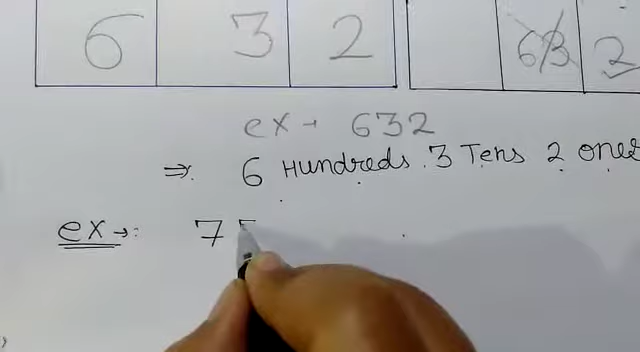 6 3 2 63 2
ex → 632
⇒ 6 Hundreds. 3 Tens 2 ones
ex →: 7